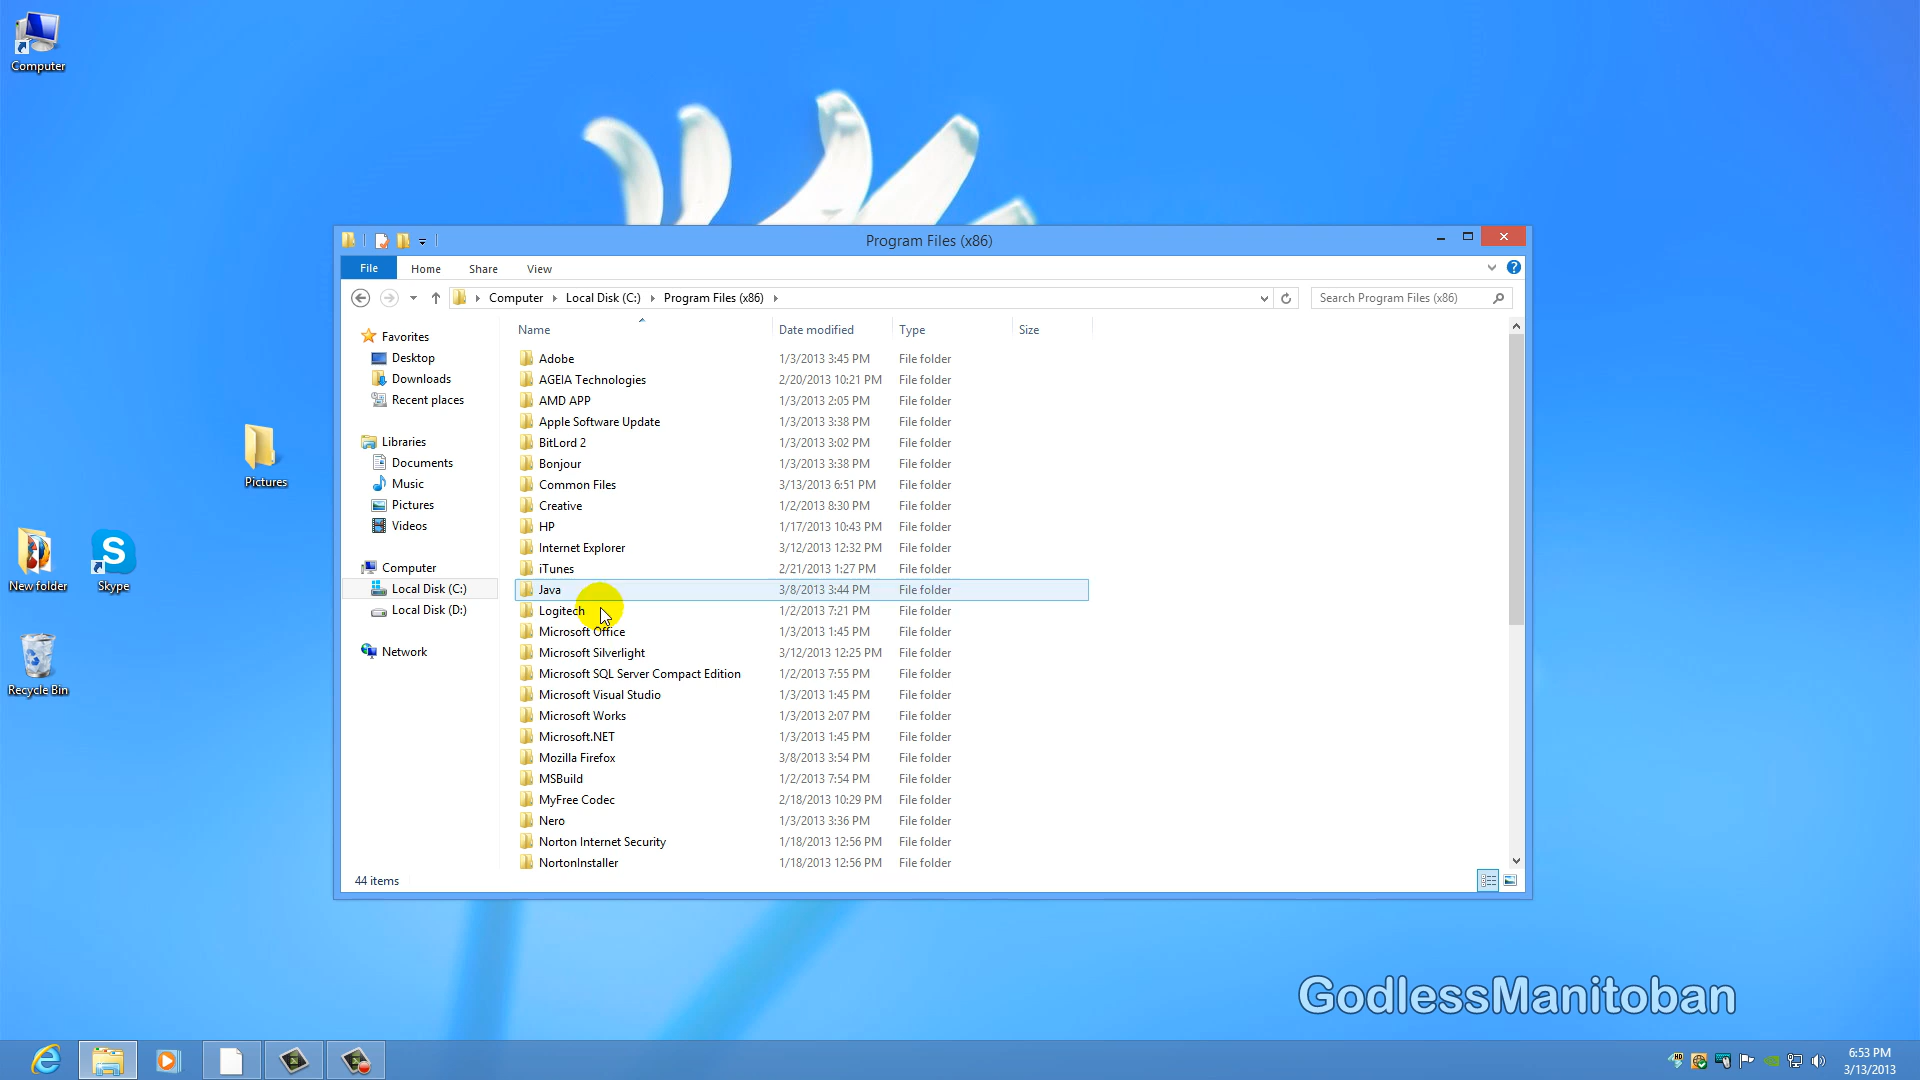 Computer
Pictures
New folder
Skype
Recycle Bin
Program Files (x86)
File Home Share View
Computer Local Disk (C:) Program Files (x86)
Search Program Files (x86)
Favorites
Desktop
Downloads
Recent places
Libraries
Documents
Music
Pictures
Videos
Computer
Local Disk (C:)
Local Disk (D:)
Network
Name Date modified Type Size
Adobe 1/3/2013 3:45 PM File folder
AGEIA Technologies 2/20/2013 10:21 PM File folder
AMD APP 1/3/2013 2:05 PM File folder
Apple Software Update 1/3/2013 3:38 PM File folder
BitLord 2 1/3/2013 3:02 PM File folder
Bonjour 1/3/2013 3:38 PM File folder
Common Files 3/13/2013 6:51 PM File folder
Creative 1/2/2013 8:30 PM File folder
HP 1/17/2013 10:43 PM File folder
Internet Explorer 3/12/2013 12:32 PM File folder
iTunes 2/21/2013 1:27 PM File folder
Java 3/8/2013 3:44 PM File folder
Logitech 1/2/2013 7:21 PM File folder
Microsoft Office 1/3/2013 1:45 PM File folder
Microsoft Silverlight 3/12/2013 12:25 PM File folder
Microsoft SQL Server Compact Edition 1/2/2013 7:55 PM File folder
Microsoft Visual Studio 1/3/2013 1:45 PM File folder
Microsoft Works 1/3/2013 2:07 PM File folder
Microsoft.NET 1/3/2013 1:45 PM File folder
Mozilla Firefox 3/8/2013 3:54 PM File folder
MSBuild 1/2/2013 7:54 PM File folder
MyFree Codec 2/18/2013 10:29 PM File folder
Nero 1/3/2013 3:36 PM File folder
Norton Internet Security 1/18/2013 12:56 PM File folder
NortonInstaller 1/18/2013 12:56 PM File folder
44 items
GodlessManitoban
6:53 PM
3/13/2013